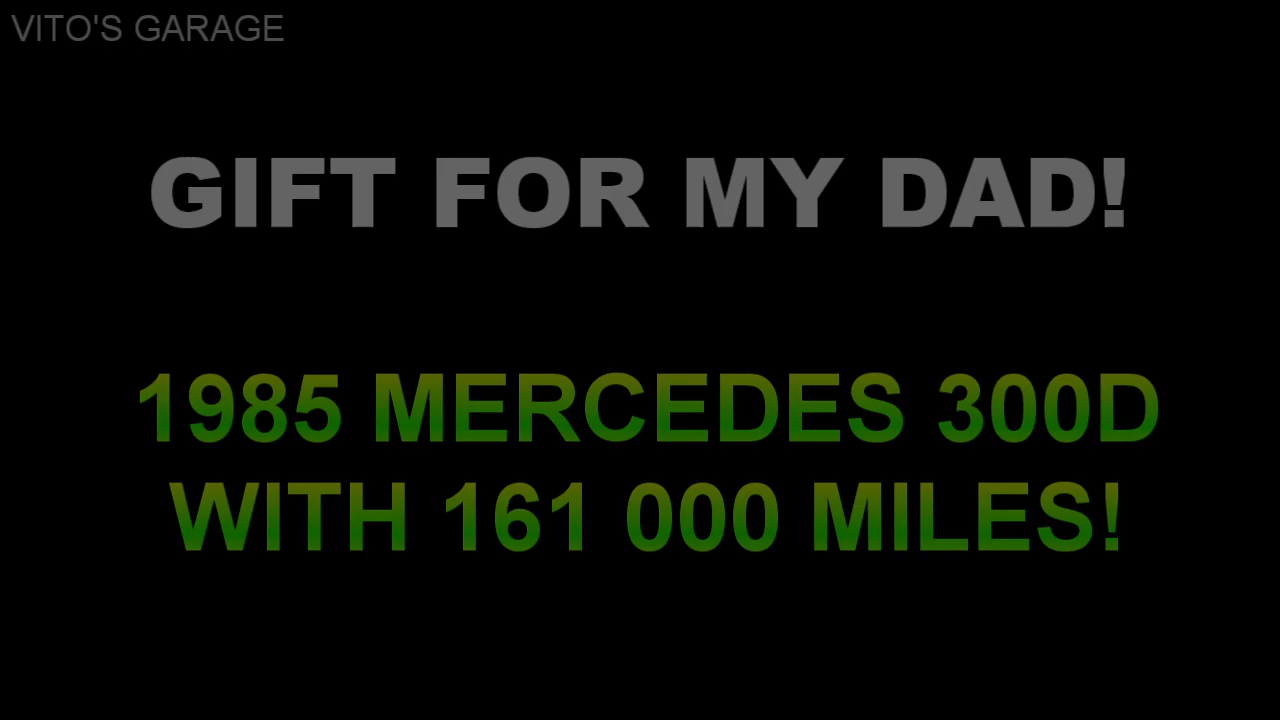 VITO'S GARAGE
GIFT FOR MY DAD!
1985 MERCEDES 300D
WITH 161 000 MILES!